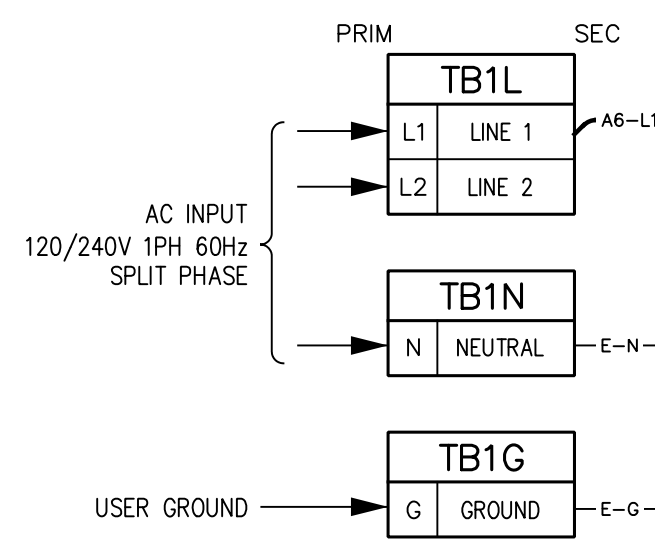 PRIM SEC
TB1L
L1 LINE 1 A6-L1
L2 LINE 2
AC INPUT
120/240V 1PH 60Hz
SPLIT PHASE
TB1N
N NEUTRAL E-N
TB1G
USER GROUND G GROUND E-G